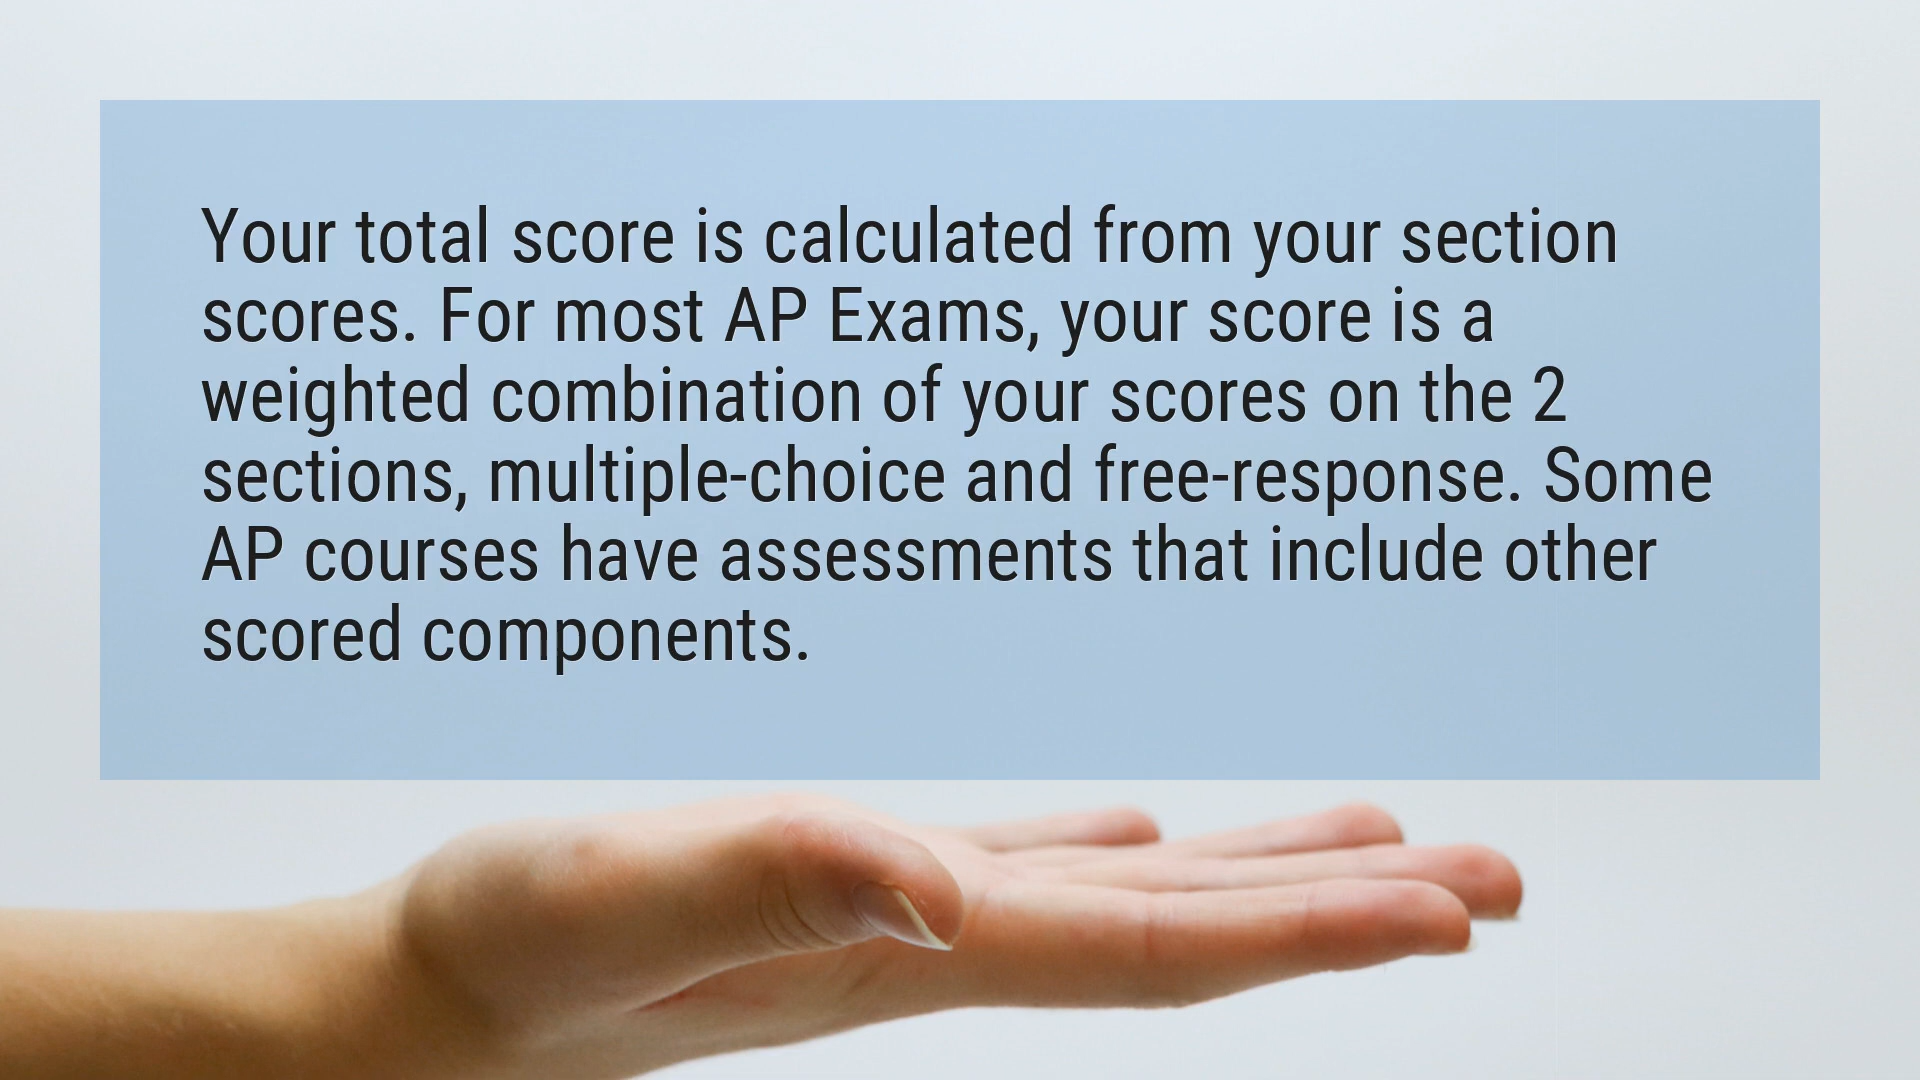 Your total score is calculated from your section
scores. For most AP Exams, your score is a
weighted combination of your scores on the 2
sections, multiple-choice and free-response. Some
AP courses have assessments that include other
scored components.